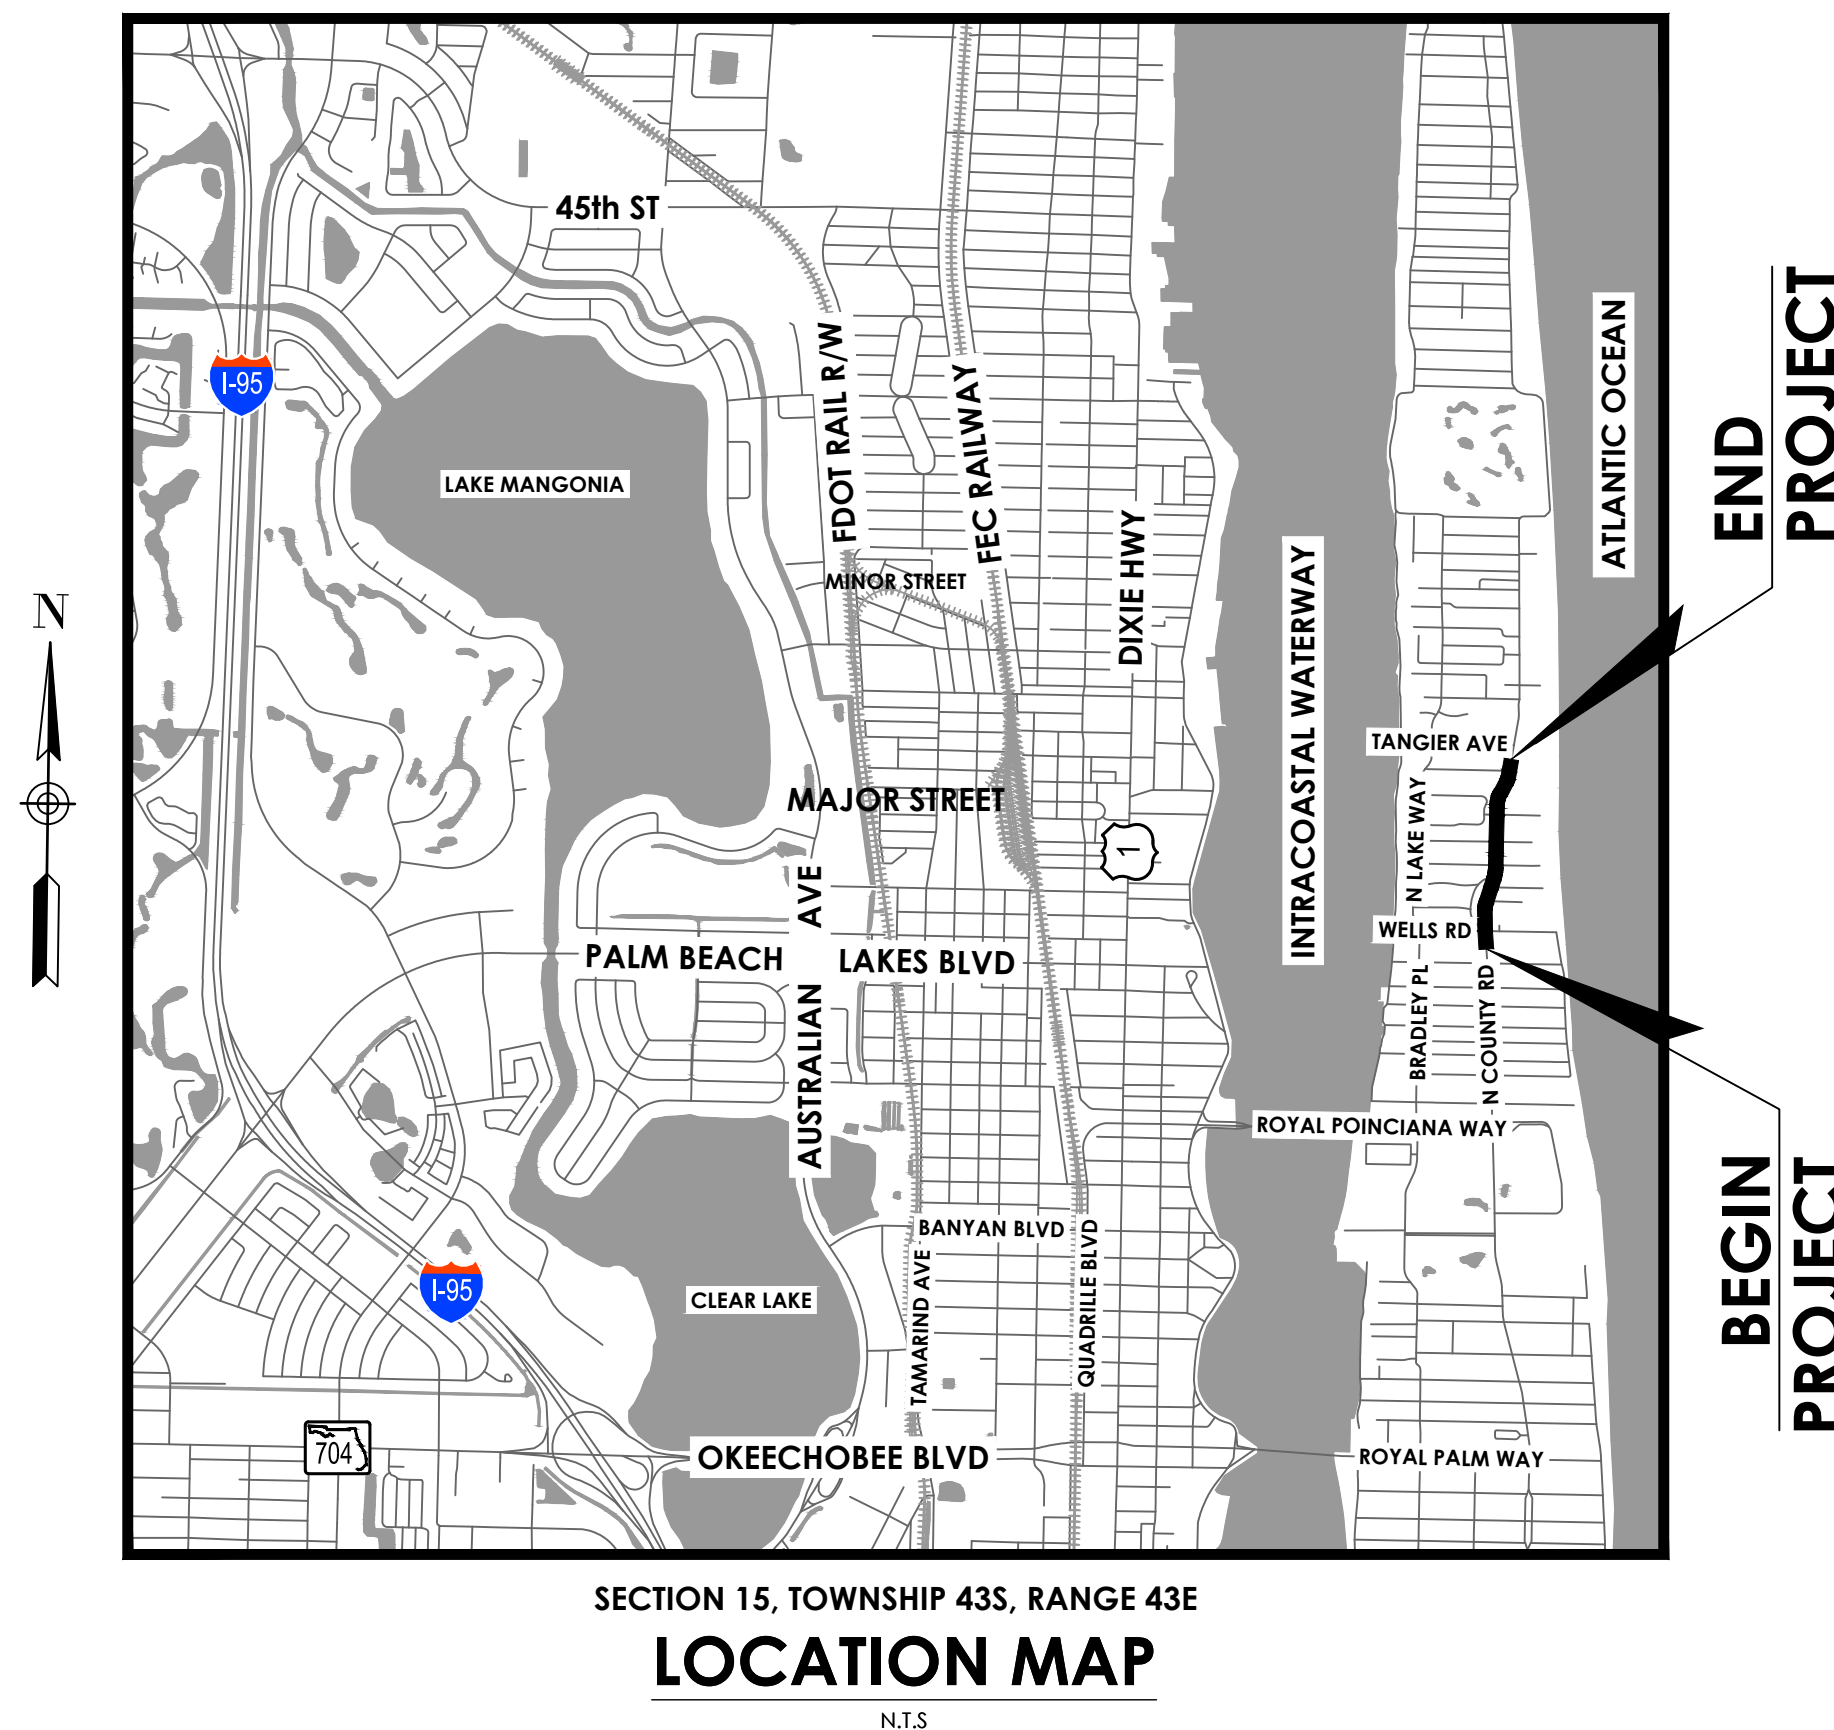 45th ST
I-95
FDOT RAIL R/W
FEC RAILWAY
LAKE MANGONIA
MINOR STREET
DIXIE HWY
INTRACOASTAL WATERWAY
ATLANTIC OCEAN
END
PROJECT
N
TANGIER AVE
MAJOR STREET
N LAKE WAY
1
WELLS RD
PALM BEACH LAKES BLVD
AUSTRALIAN AVE
BRADLEY PL
N COUNTY RD
ROYAL POINCIANA WAY
BEGIN
PROJECT
BANYAN BLVD
TAMARIND AVE
QUADRILLE BLVD
I-95
CLEAR LAKE
704
OKEECHOBEE BLVD
ROYAL PALM WAY
SECTION 15, TOWNSHIP 43S, RANGE 43E
LOCATION MAP
N.T.S